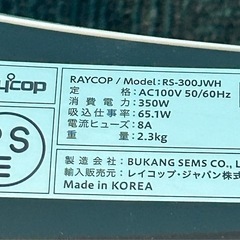 aycop
RAYCOP / Model: RS-300JWH
定　　格：AC100V 50/60Hz
消費電力：350W
吸込仕事率：65.1W
電流ヒューズ：8A
質　　量：2.3kg
PS
E
製造会社：BUKANG SEMS CO., L
輸入販売元：レイコップ・ジャパン株式
Made in KOREA